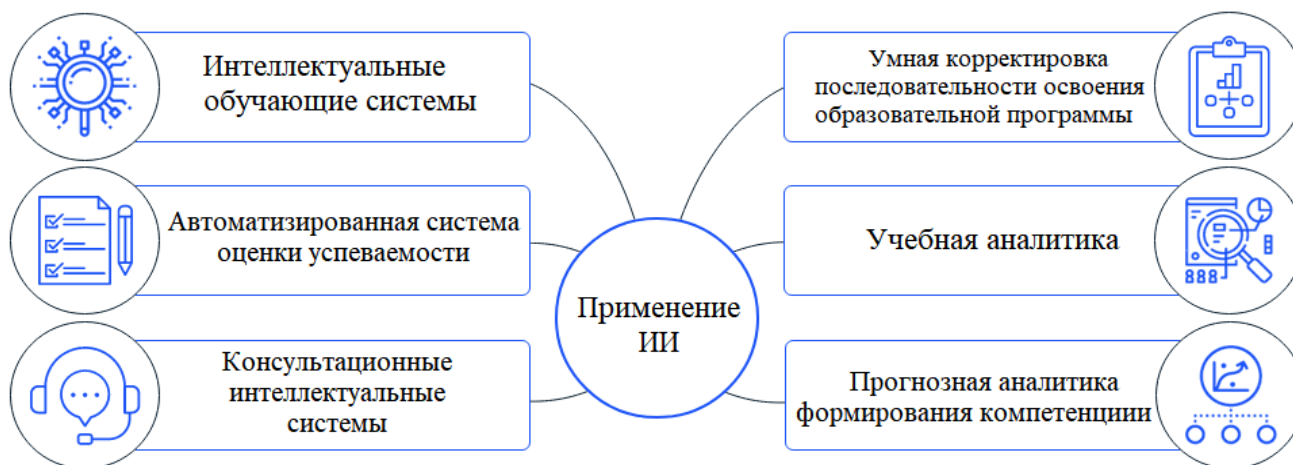 Интеллектуальные
обучающие системы
Автоматизированная система
оценки успеваемости
Консультационные
интеллектуальные
системы
Применение
ИИ
Умная корректировка
последовательности освоения
образовательной программы
Учебная аналитика
Прогнозная аналитика
формирования компетенциии